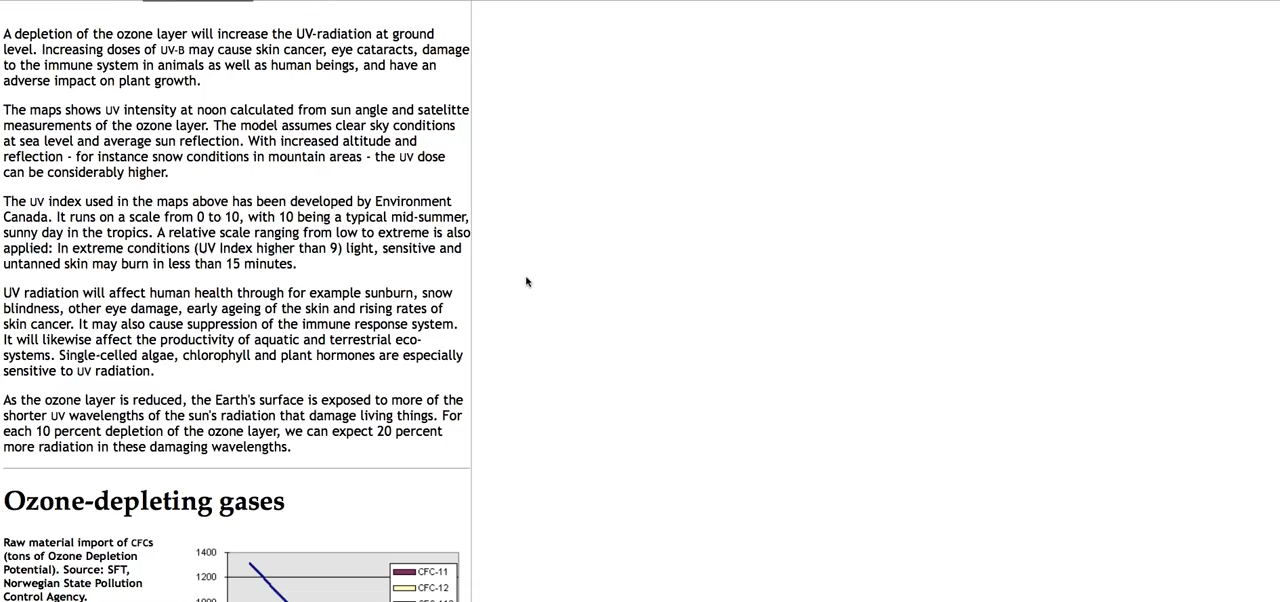 A depletion of the ozone layer will increase the UV-radiation at ground
level. Increasing doses of UV-B may cause skin cancer, eye cataracts, damage
to the immune system in animals as well as human beings, and have an
adverse impact on plant growth.
The maps shows UV intensity at noon calculated from sun angle and satelitte
measurements of the ozone layer. The model assumes clear sky conditions
at sea level and average sun reflection. With increased altitude and
reflection - for instance snow conditions in mountain areas - the UV dose
can be considerably higher.
The UV index used in the maps above has been developed by Environment
Canada. It runs on a scale from 0 to 10, with 10 being a typical mid-summer,
sunny day in the tropics. A relative scale ranging from low to extreme is also
applied: In extreme conditions (UV Index higher than 9) light, sensitive and
untanned skin may burn in less than 15 minutes.
UV radiation will affect human health through for example sunburn, snow
blindness, other eye damage, early ageing of the skin and rising rates of
skin cancer. It may also cause suppression of the immune response system.
It will likewise affect the productivity of aquatic and terrestrial eco-
systems. Single-celled algae, chlorophyll and plant hormones are especially
sensitive to UV radiation.
As the ozone layer is reduced, the Earth's surface is exposed to more of the
shorter UV wavelengths of the sun's radiation that damage living things. For
each 10 percent depletion of the ozone layer, we can expect 20 percent
more radiation in these damaging wavelengths.
Ozone-depleting gases
Raw material import of CFCs
(tons of Ozone Depletion
Potential). Source: SFT,
Norwegian State Pollution
Control Agency.
1400
1200
CFC-11
CFC-12